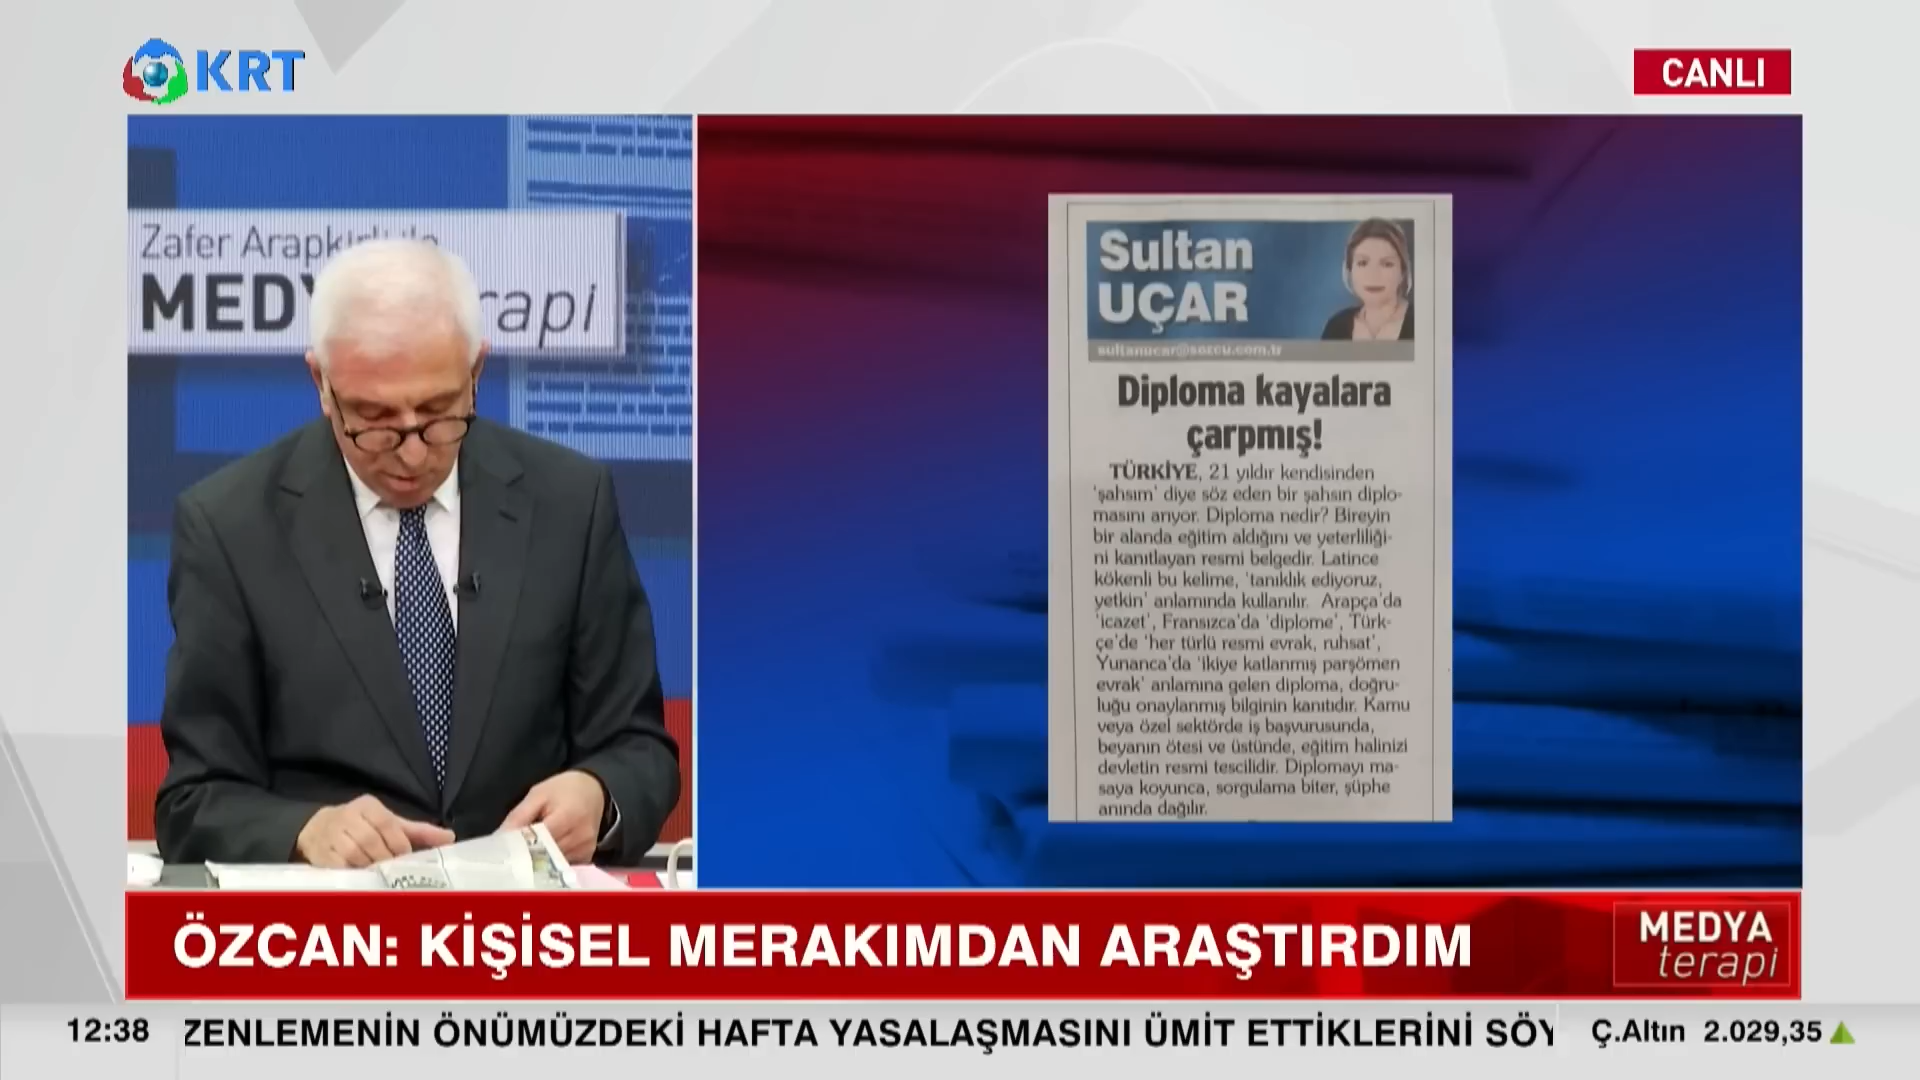 KRT
CANLI
Zafer Arapkirli ile
MEDY rapi
Sultan
UÇAR
sultanucar@sozcu.com.tr
Diploma kayalara
çarpmış!
TÜRKİYE, 21 yıldır kendisinden
'şahsım' diye söz eden bir şahsın diplo-
masını arıyor. Diploma nedir? Bireyin
bir alanda eğitim aldığını ve yeterliliği-
ni kanıtlayan resmi belgedir. Latince
kökenli bu kelime, 'tanıklık ediyoruz,
yetkin' anlamında kullanılır. Arapça'da
'icazet', Fransızca'da 'diplome', Türk-
çe'de 'her türlü resmi evrak, ruhsat',
Yunanca'da 'ikiye katlanmış parşömen
evrak' anlamına gelen diploma, doğru-
luğu onaylanmış bilginin kanıtıdır. Kamu
veya özel sektörde iş başvurusunda,
beyanın ötesi ve üstünde, eğitim halinizi
devletin resmi tescilidir. Diplomayı ma-
saya koyunca, sorgulama biter, şüphe
anında dağılır.
ÖZCAN: KİŞİSEL MERAKIMDAN ARAŞTIRDIM
MEDYA
terapi
12:38 ZENLEMENİN ÖNÜMÜZDEKİ HAFTA YASALAŞMASINI ÜMİT ETTİKLERİNİ SÖY Ç.Altın 2.029,35